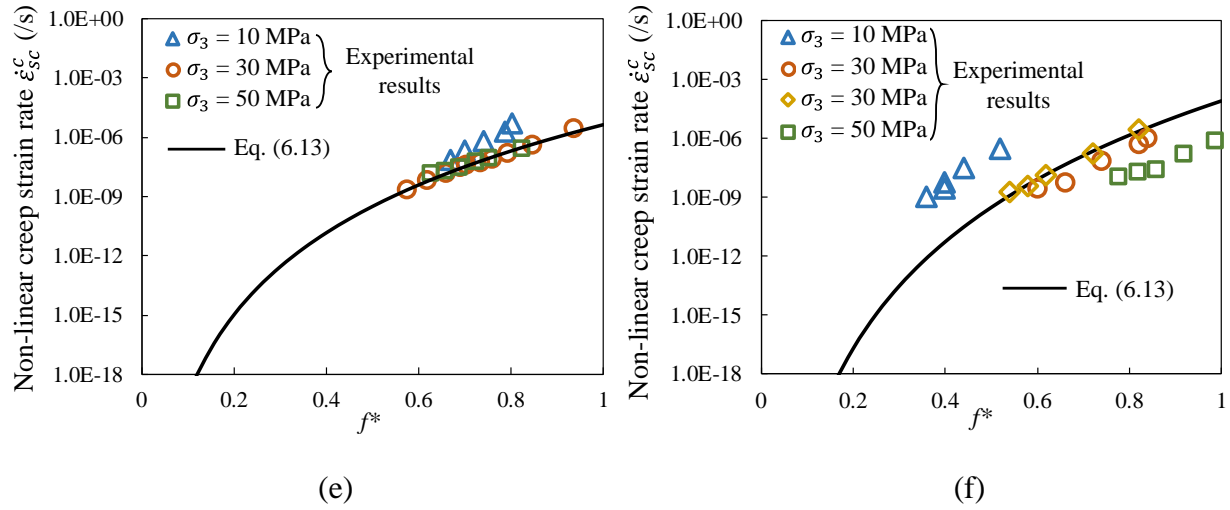 Non-linear creep strain rate ε̇ᶜsc (/s)
1.0E+00
1.0E-03
1.0E-06
1.0E-09
1.0E-12
1.0E-15
1.0E-18
σ3 = 10 MPa
σ3 = 30 MPa
σ3 = 50 MPa
Experimental
results
Eq. (6.13)
0 0.2 0.4 0.6 0.8 1
f*
(e)
Non-linear creep strain rate ε̇ᶜsc (/s)
1.0E+00
1.0E-03
1.0E-06
1.0E-09
1.0E-12
1.0E-15
1.0E-18
σ3 = 10 MPa
σ3 = 30 MPa
σ3 = 30 MPa
σ3 = 50 MPa
Experimental
results
Eq. (6.13)
0 0.2 0.4 0.6 0.8 1
f*
(f)